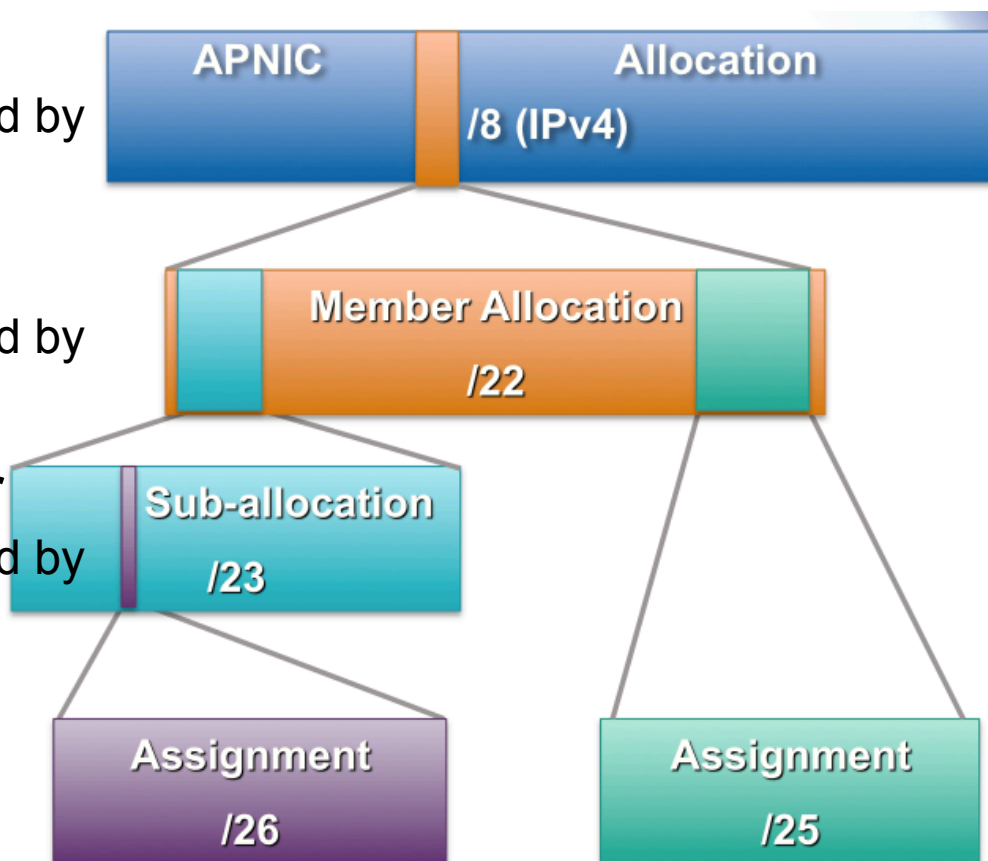 APNIC Allocation
d by
/8 (IPv4)
Member Allocation
d by
/22
Sub-allocation
d by
/23
Assignment Assignment
/26 /25